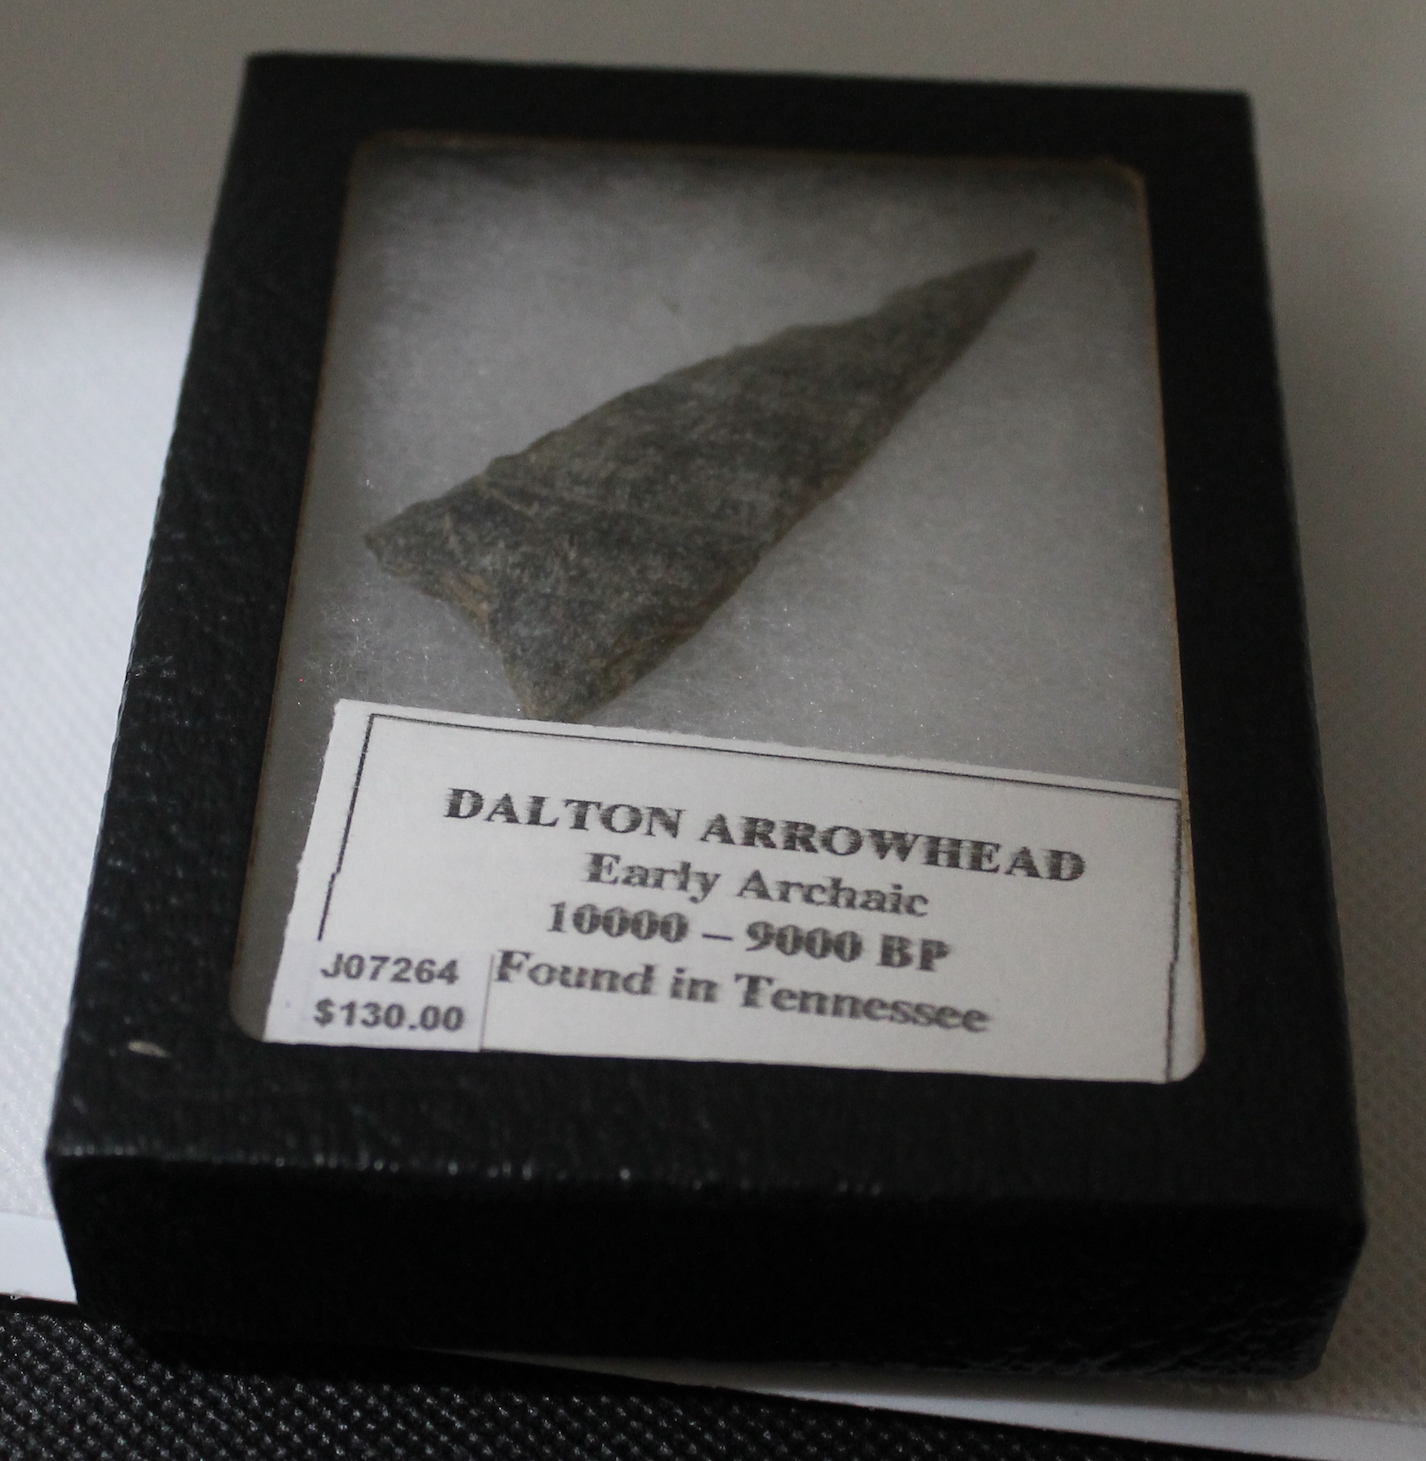 DALTON ARROWHEAD
Early Archaic
10000 – 9000 BP
Found in Tennessee
J07264
$130.00